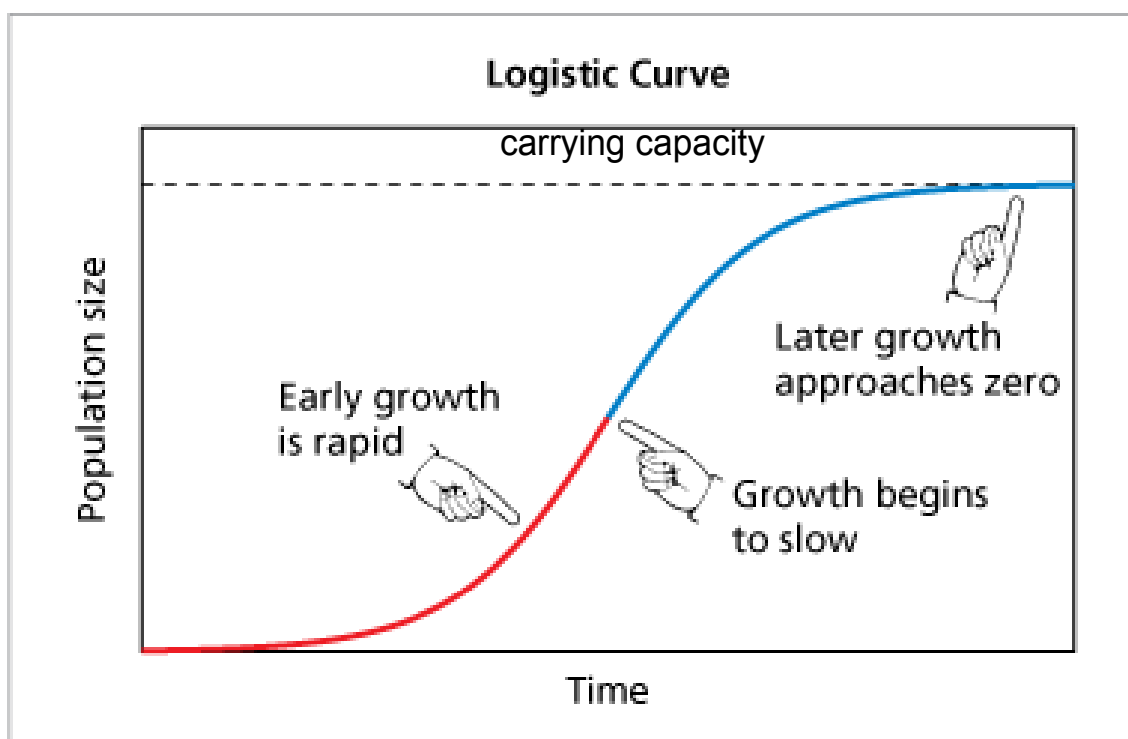 Logistic Curve
carrying capacity
Population size
Early growth
is rapid
Later growth
approaches zero
Growth begins
to slow
Time